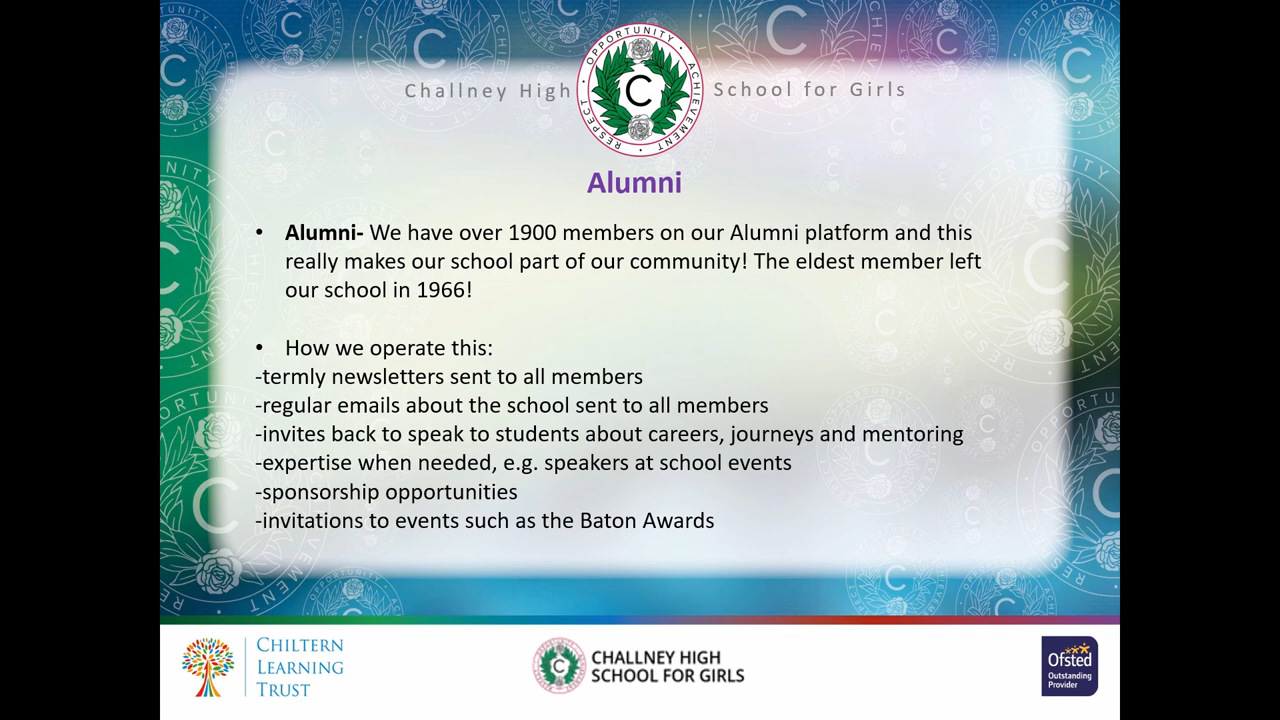 Challney High School for Girls
OPPORTUNITY · ACHIEVEMENT · RESPECT ·
C
Alumni
• Alumni- We have over 1900 members on our Alumni platform and this
really makes our school part of our community! The eldest member left
our school in 1966!
• How we operate this:
-termly newsletters sent to all members
-regular emails about the school sent to all members
-invites back to speak to students about careers, journeys and mentoring
-expertise when needed, e.g. speakers at school events
-sponsorship opportunities
-invitations to events such as the Baton Awards
CHILTERN
LEARNING
TRUST
C
CHALLNEY HIGH
SCHOOL FOR GIRLS
Ofsted
Outstanding
Provider